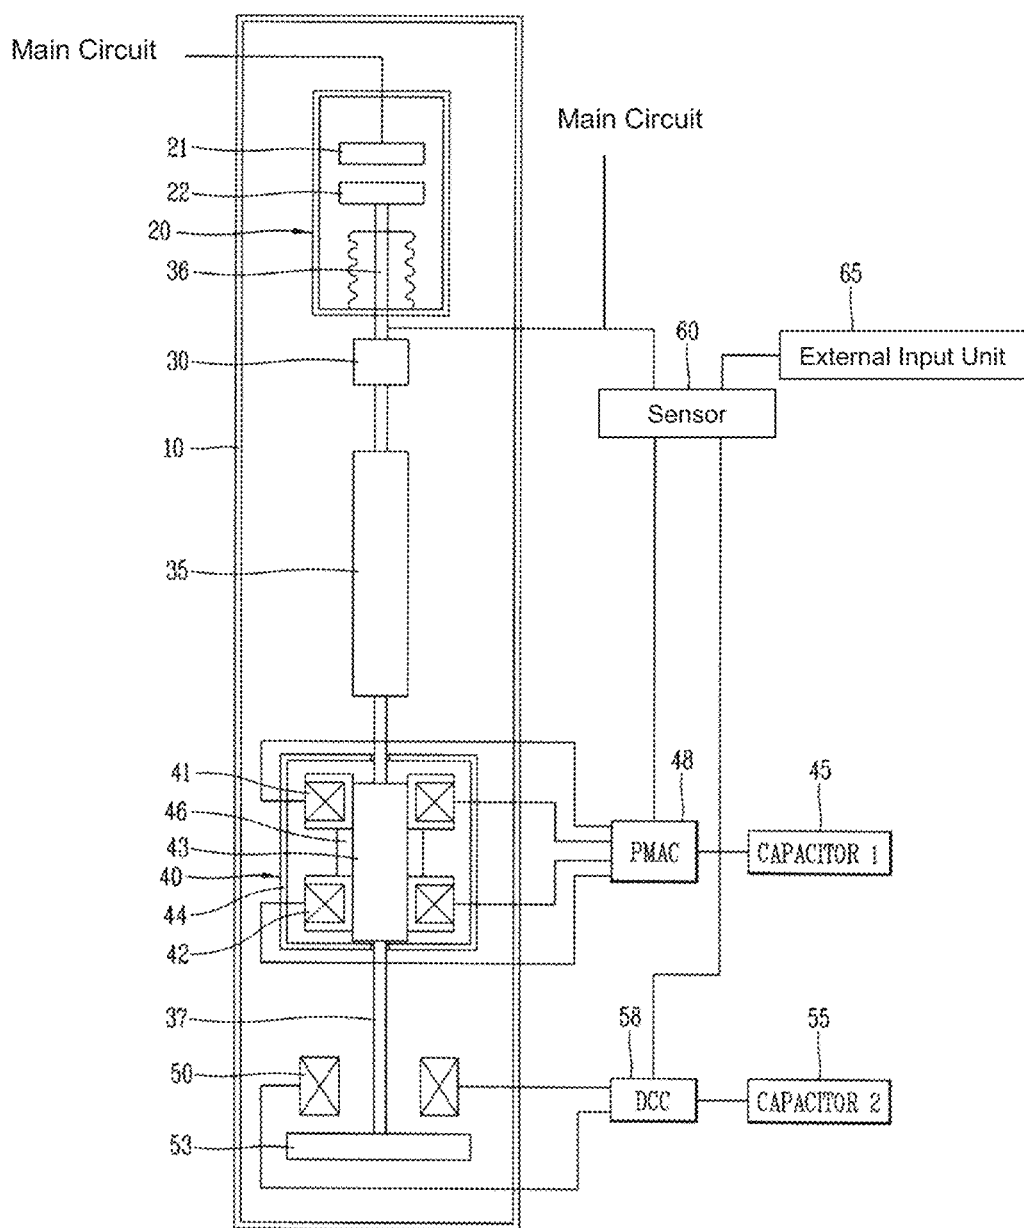 Main Circuit
Main Circuit
21
22
20
36
65
60
External Input Unit
30
Sensor
10
35
41
48
45
46
43
PMAC
CAPACITOR 1
40
44
42
37
58
55
50
DCC
CAPACITOR 2
53